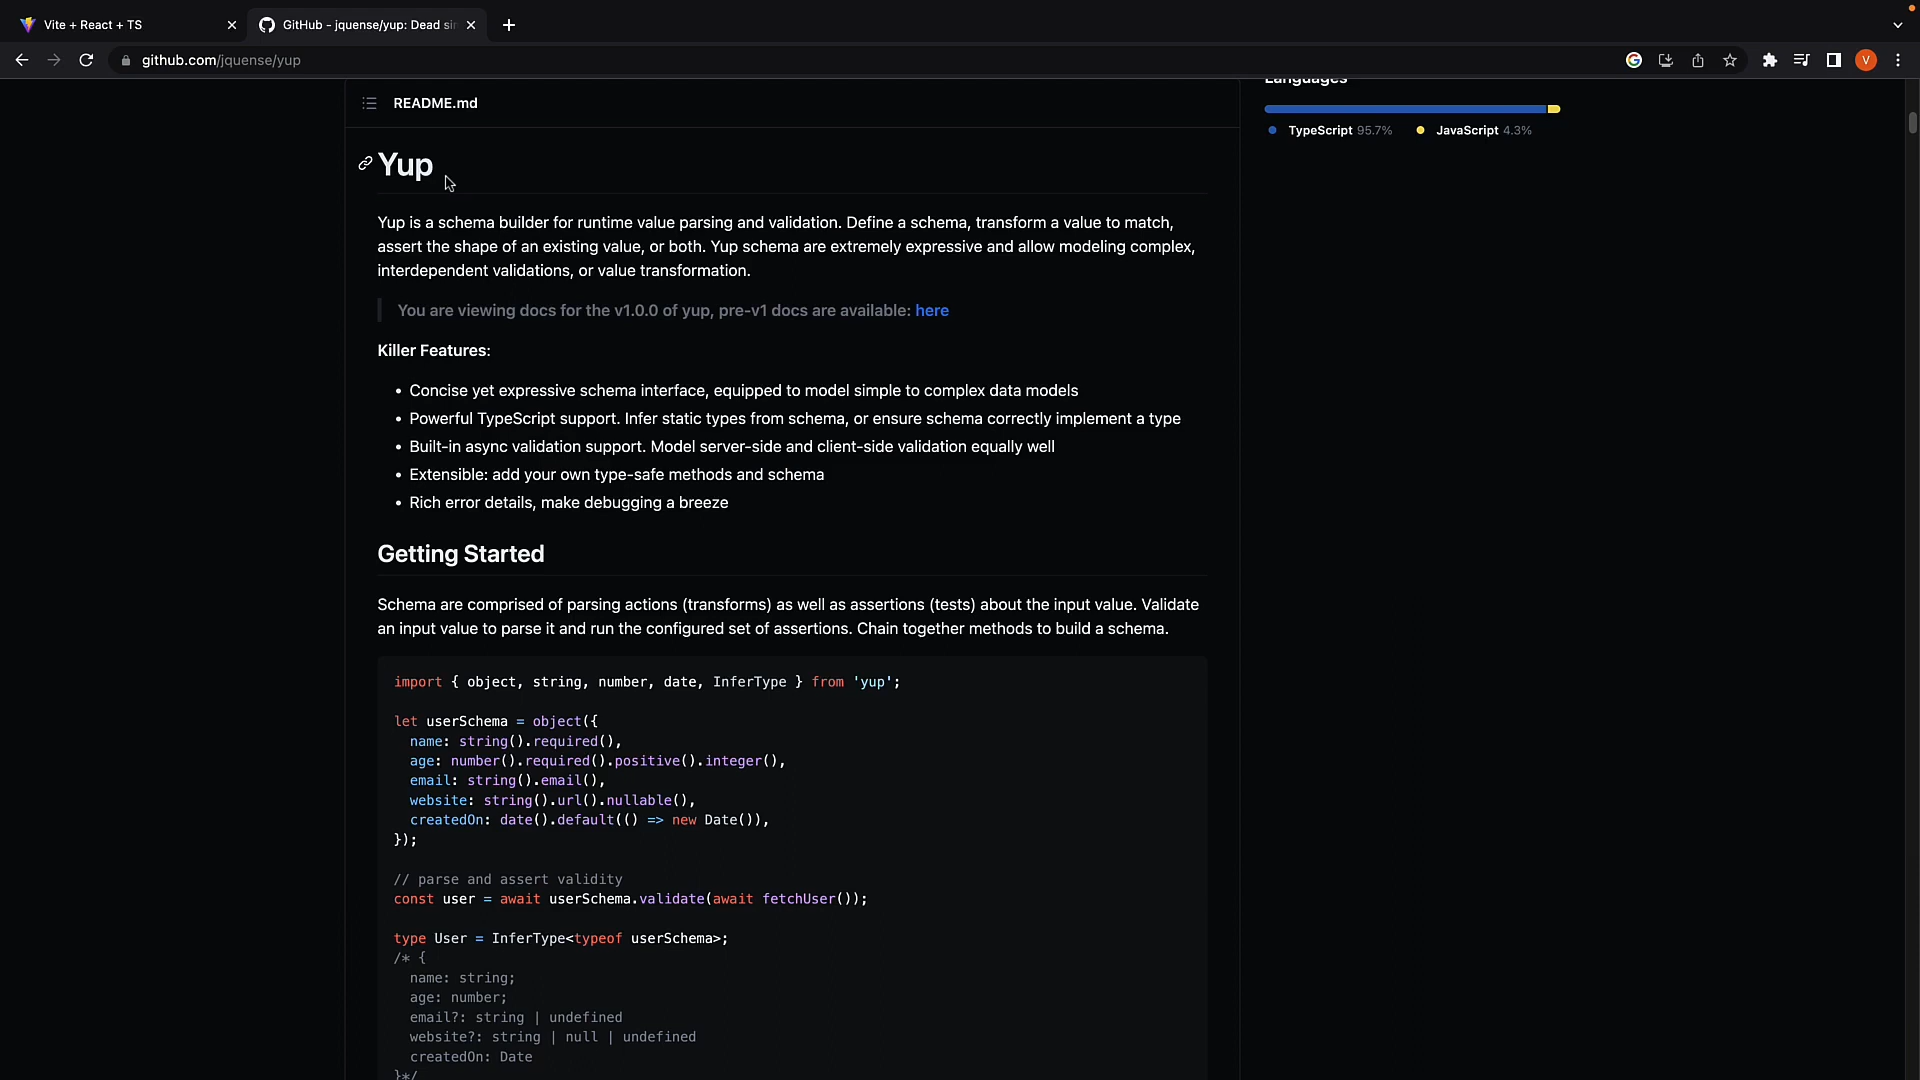 Vite + React + TS
GitHub - jquense/yup: Dead si
github.com/jquense/yup
V
README.md
Languages
TypeScript 95.7% JavaScript 4.3%
Yup
Yup is a schema builder for runtime value parsing and validation. Define a schema, transform a value to match,
assert the shape of an existing value, or both. Yup schema are extremely expressive and allow modeling complex,
interdependent validations, or value transformation.
You are viewing docs for the v1.0.0 of yup, pre-v1 docs are available: here
Killer Features:
• Concise yet expressive schema interface, equipped to model simple to complex data models
• Powerful TypeScript support. Infer static types from schema, or ensure schema correctly implement a type
• Built-in async validation support. Model server-side and client-side validation equally well
• Extensible: add your own type-safe methods and schema
• Rich error details, make debugging a breeze
Getting Started
Schema are comprised of parsing actions (transforms) as well as assertions (tests) about the input value. Validate
an input value to parse it and run the configured set of assertions. Chain together methods to build a schema.
import { object, string, number, date, InferType } from 'yup';
let userSchema = object({
  name: string().required(),
  age: number().required().positive().integer(),
  email: string().email(),
  website: string().url().nullable(),
  createdOn: date().default(() => new Date()),
});
// parse and assert validity
const user = await userSchema.validate(await fetchUser());
type User = InferType<typeof userSchema>;
/* {
  name: string;
  age: number;
  email?: string | undefined
  website?: string | null | undefined
  createdOn: Date
}*/